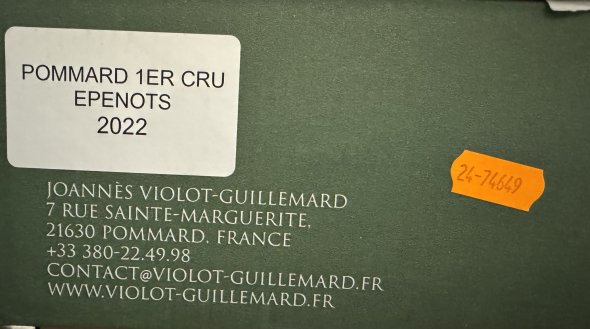 POMMARD 1ER CRU
EPENOTS
2022
24-74649
JOANNÈS VIOLOT-GUILLEMARD
7 RUE SAINTE-MARGUERITE,
21630 POMMARD. FRANCE
+33 380-22.49.98
CONTACT@VIOLOT-GUILLEMARD.FR
WWW.VIOLOT-GUILLEMARD.FR